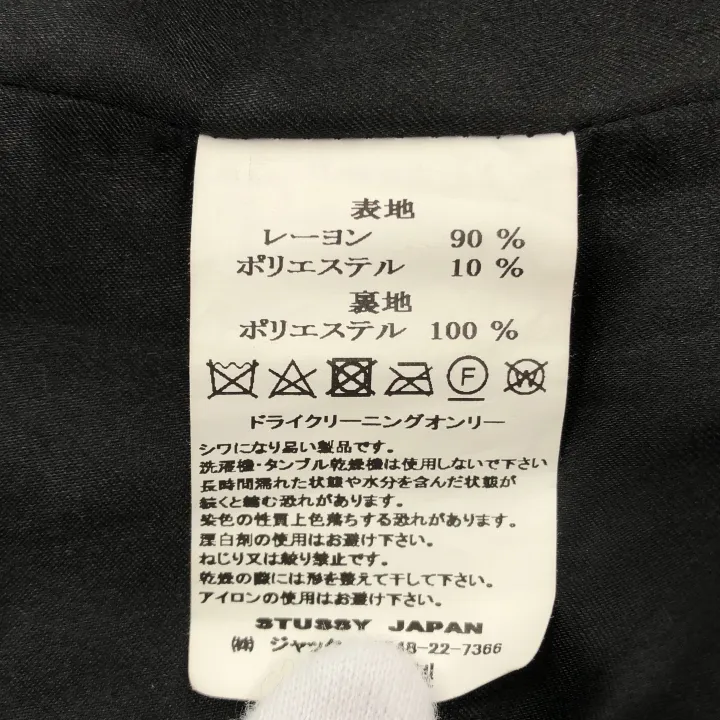 表地
レーヨン 90 %
ポリエステル 10 %
裏地
ポリエステル 100 %
F W
ドライクリーニングオンリー
シワになり易い製品です。
洗濯機・タンブル乾燥機は使用しないで下さい
長時間濡れた状態や水分を含んだ状態が
続くと縮む恐れがあります。
染色の性質上色落ちする恐れがあります。
漂白剤の使用はお避け下さい。
ねじり又は絞り禁止です。
乾燥の際には形を整えて干して下さい。
アイロンの使用はお避け下さい。
STUSSY JAPAN
㈱ ジャック 48-22-7366